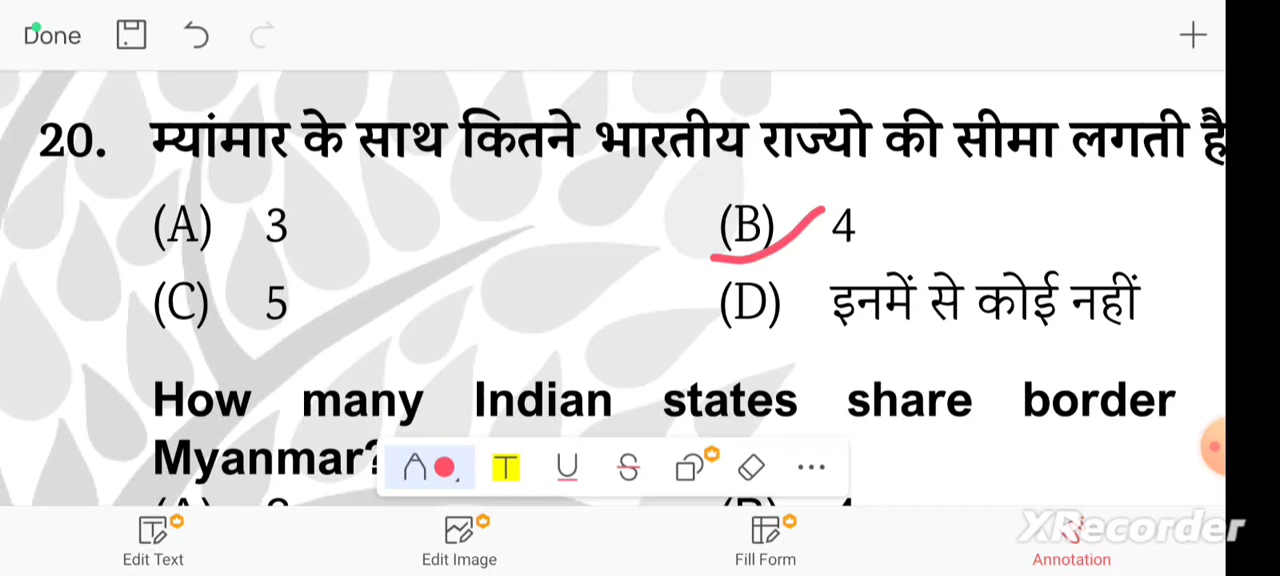 Done
20. म्यांमार के साथ कितने भारतीय राज्यो की सीमा लगती है
(A) 3 (B) 4
(C) 5 (D) इनमें से कोई नहीं
How many Indian states share border
Myanmar?
T U S
Edit Text Edit Image Fill Form Annotation
XRecorder